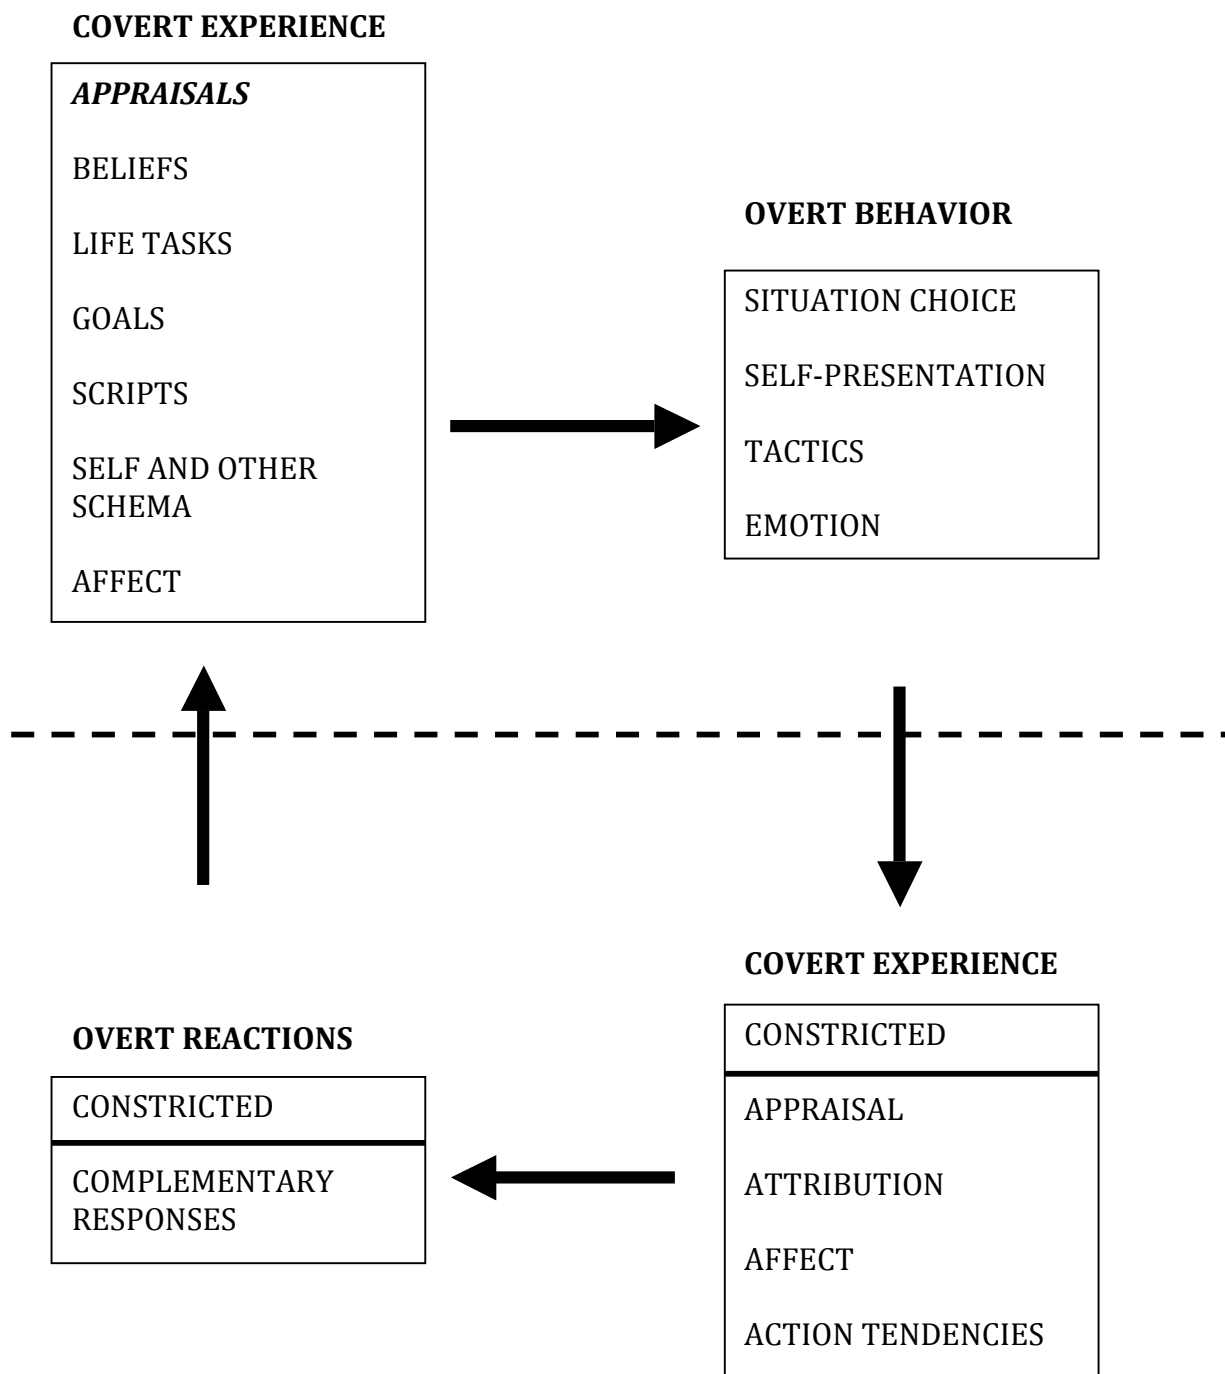 COVERT EXPERIENCE
APPRAISALS
BELIEFS
LIFE TASKS
GOALS
SCRIPTS
SELF AND OTHER
SCHEMA
AFFECT
OVERT BEHAVIOR
SITUATION CHOICE
SELF-PRESENTATION
TACTICS
EMOTION
COVERT EXPERIENCE
CONSTRICTED
APPRAISAL
ATTRIBUTION
AFFECT
ACTION TENDENCIES
OVERT REACTIONS
CONSTRICTED
COMPLEMENTARY
RESPONSES